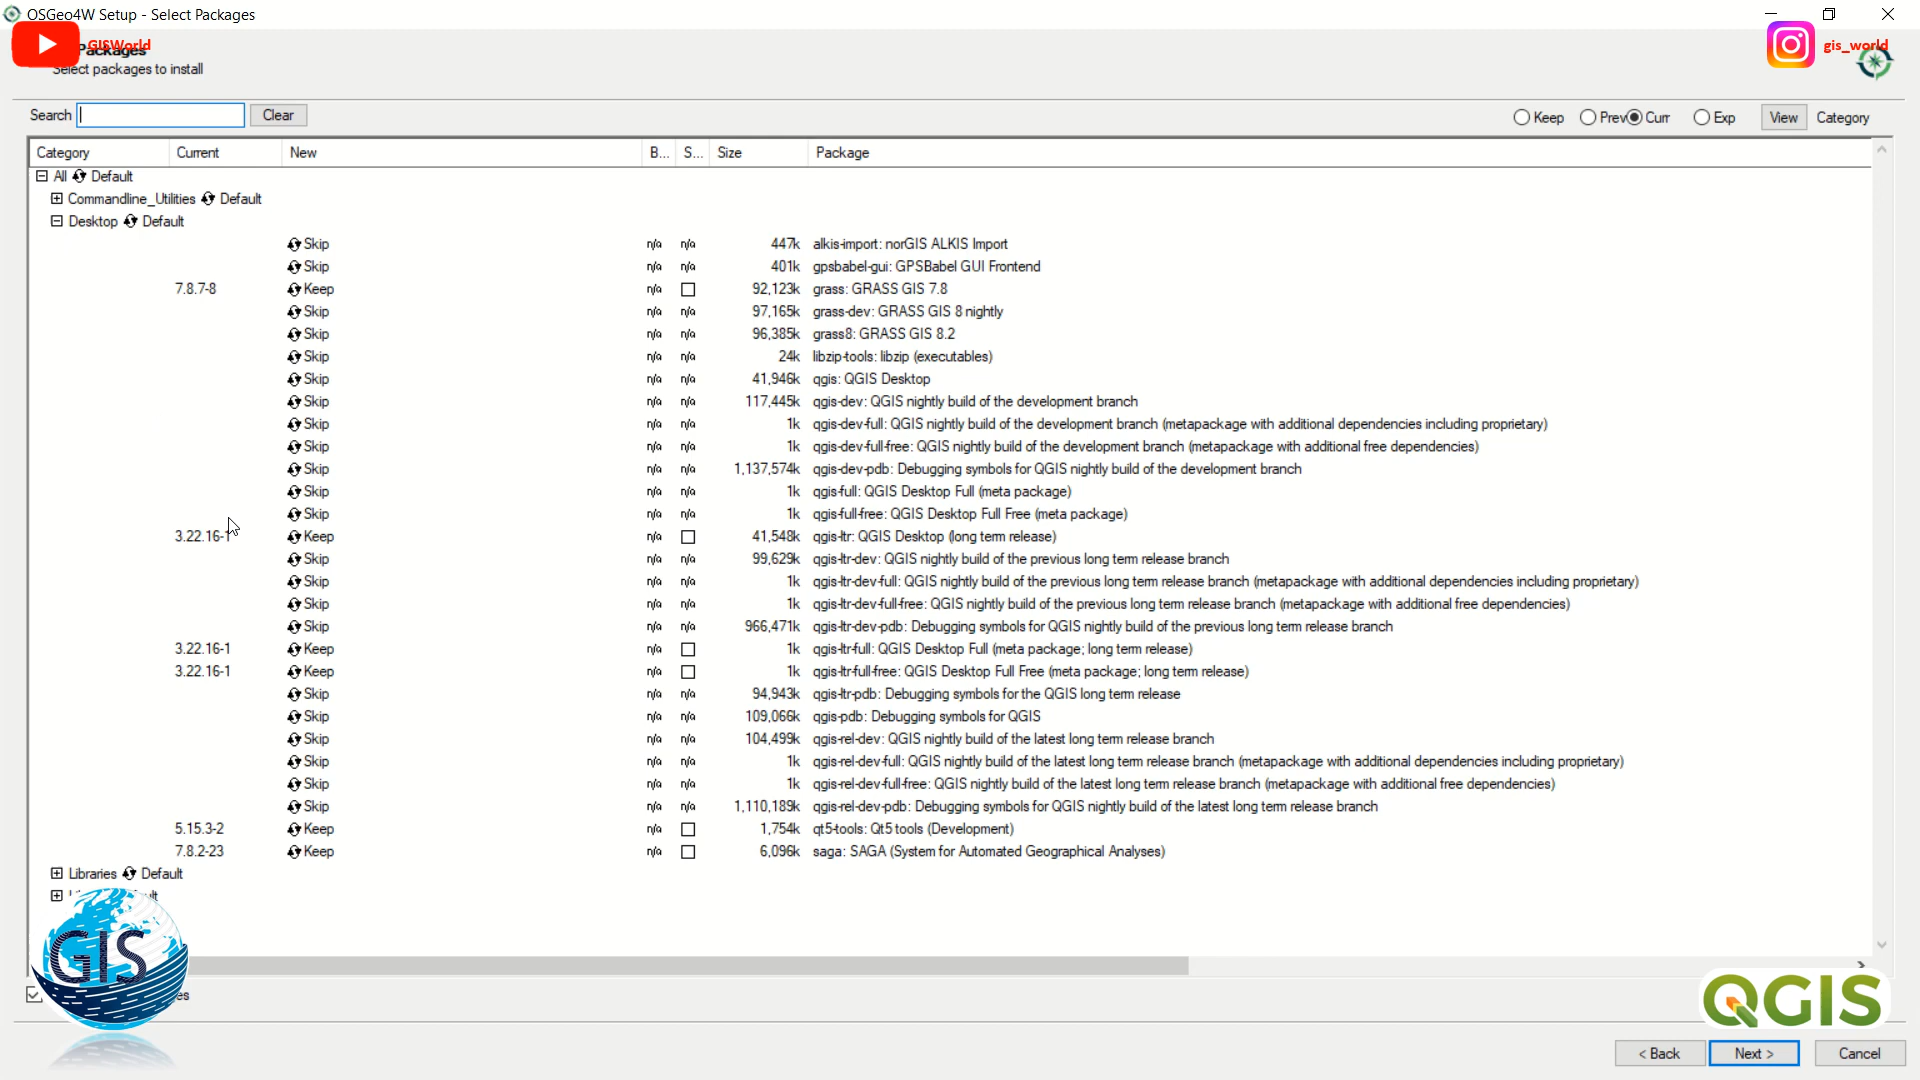 OSGeo4W Setup - Select Packages
GISWorld
Packages
Select packages to install
gis_world
Search Clear Keep Prev Curr Exp View Category
Category Current New B... S... Size Package
All Default
Commandline_Utilities Default
Desktop Default
Skip n/a n/a 447k alkis-import: norGIS ALKIS Import
Skip n/a n/a 401k gpsbabel-gui: GPSBabel GUI Frontend
7.8.7-8 Keep n/a 92,123k grass: GRASS GIS 7.8
Skip n/a n/a 97,165k grass-dev: GRASS GIS 8 nightly
Skip n/a n/a 96,385k grass8: GRASS GIS 8.2
Skip n/a n/a 24k libzip-tools: libzip (executables)
Skip n/a n/a 41,946k qgis: QGIS Desktop
Skip n/a n/a 117,445k qgis-dev: QGIS nightly build of the development branch
Skip n/a n/a 1k qgis-dev-full: QGIS nightly build of the development branch (metapackage with additional dependencies including proprietary)
Skip n/a n/a 1k qgis-dev-full-free: QGIS nightly build of the development branch (metapackage with additional free dependencies)
Skip n/a n/a 1,137,574k qgis-dev-pdb: Debugging symbols for QGIS nightly build of the development branch
Skip n/a n/a 1k qgis-full: QGIS Desktop Full (meta package)
Skip n/a n/a 1k qgis-full-free: QGIS Desktop Full Free (meta package)
3.22.16-1 Keep n/a 41,548k qgis-ltr: QGIS Desktop (long term release)
Skip n/a n/a 99,629k qgis-ltr-dev: QGIS nightly build of the previous long term release branch
Skip n/a n/a 1k qgis-ltr-dev-full: QGIS nightly build of the previous long term release branch (metapackage with additional dependencies including proprietary)
Skip n/a n/a 1k qgis-ltr-dev-full-free: QGIS nightly build of the previous long term release branch (metapackage with additional free dependencies)
Skip n/a n/a 966,471k qgis-ltr-dev-pdb: Debugging symbols for QGIS nightly build of the previous long term release branch
3.22.16-1 Keep n/a 1k qgis-ltr-full: QGIS Desktop Full (meta package; long term release)
3.22.16-1 Keep n/a 1k qgis-ltr-full-free: QGIS Desktop Full Free (meta package; long term release)
Skip n/a n/a 94,943k qgis-ltr-pdb: Debugging symbols for the QGIS long term release
Skip n/a n/a 109,066k qgis-pdb: Debugging symbols for QGIS
Skip n/a n/a 104,499k qgis-rel-dev: QGIS nightly build of the latest long term release branch
Skip n/a n/a 1k qgis-rel-dev-full: QGIS nightly build of the latest long term release branch (metapackage with additional dependencies including proprietary)
Skip n/a n/a 1k qgis-rel-dev-full-free: QGIS nightly build of the latest long term release branch (metapackage with additional free dependencies)
Skip n/a n/a 1,110,189k qgis-rel-dev-pdb: Debugging symbols for QGIS nightly build of the latest long term release branch
5.15.3-2 Keep n/a 1,754k qt5-tools: Qt5 tools (Development)
7.8.2-23 Keep n/a 6,096k saga: SAGA (System for Automated Geographical Analyses)
Libraries Default
GIS
QGIS
< Back Next > Cancel